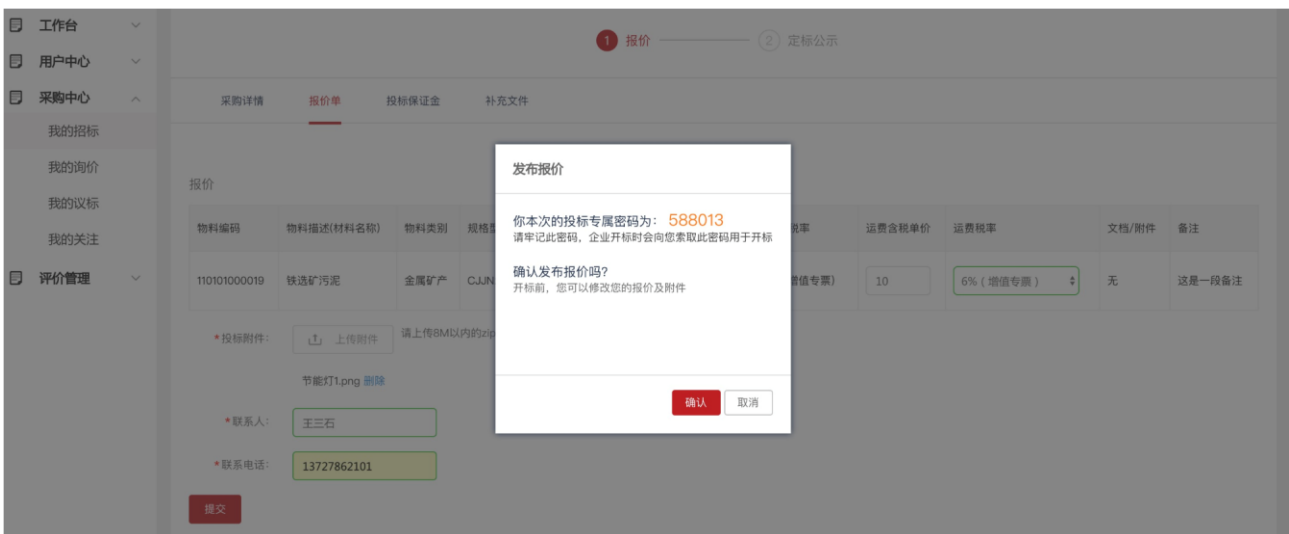 工作台
用户中心
采购中心
我的招标
我的询价
我的议标
我的关注
评价管理
1 报价 2 定标公示
采购详情 报价单 投标保证金 补充文件
报价
物料编码 物料描述(材料名称) 物料类别 规格 税率 运费含税单价 运费税率 文档/附件 备注
110101000019 铁选矿污泥 金属矿产 CJJN 增值专票) 10 6% ( 增值专票 ) 无 这是一段备注
*投标附件: 上传附件 请上传8M以内的zip
节能灯1.png 删除
*联系人: 王三石
*联系电话: 13727862101
提交
发布报价
你本次的投标专属密码为: 588013
请牢记此密码，企业开标时会向您索取此密码用于开标
确认发布报价吗?
开标前，您可以修改您的报价及附件
确认 取消